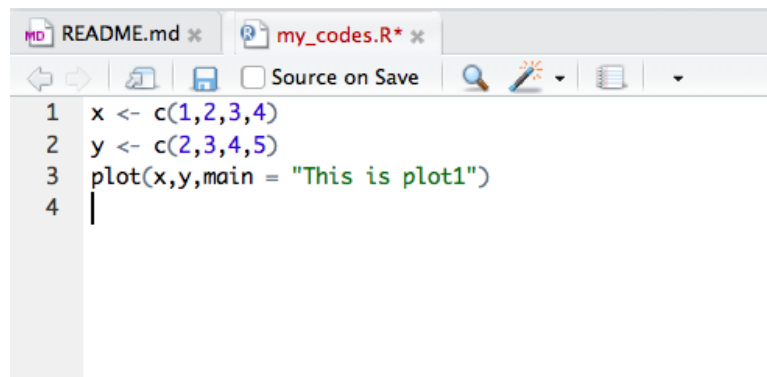 MD README.md
R my_codes.R*
Source on Save
1 x <- c(1,2,3,4)
2 y <- c(2,3,4,5)
3 plot(x,y,main = "This is plot1")
4